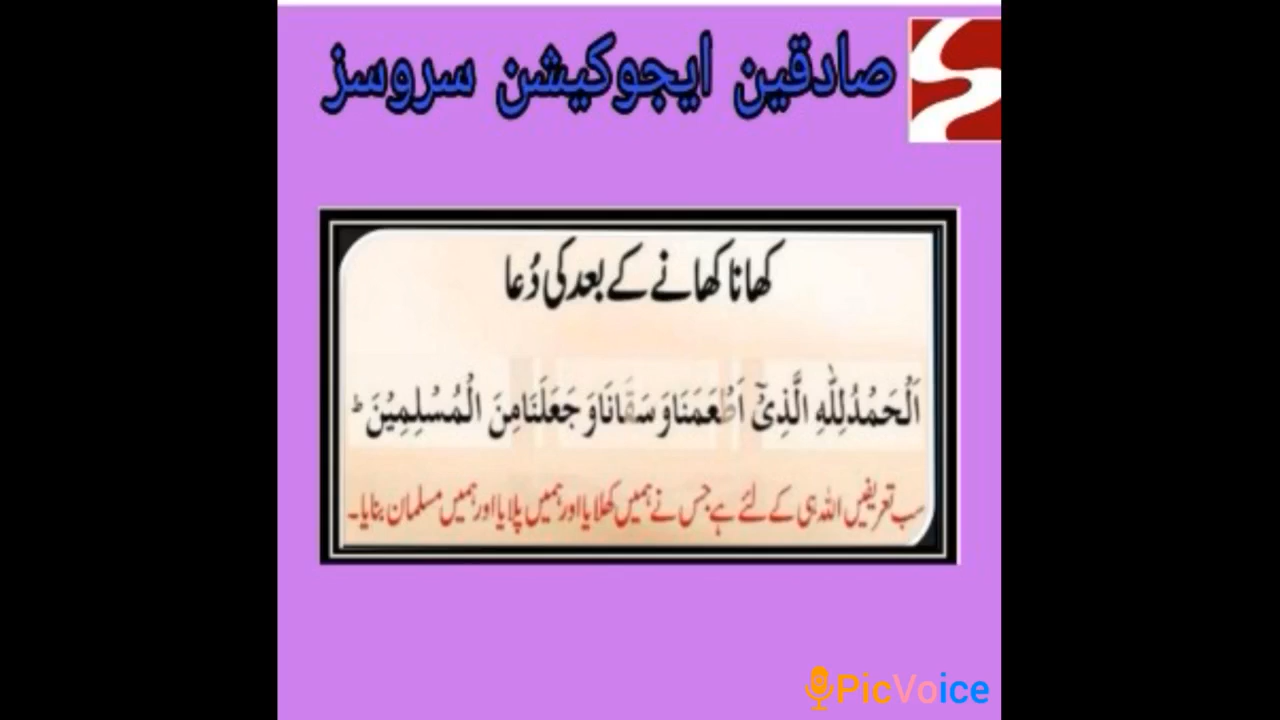 صادقین ایجوکیشن سروسز
کھانا کھانے کے بعد کی دُعا
اَلْحَمْدُ لِلّٰهِ الَّذِیْۤ اَطْعَمَنَا وَ سَقَانَا وَ جَعَلَنَا مِنَ الْمُسْلِمِیْنَ ؕ
سب تعریفیں اللہ ہی کے لئے ہے جس نے ہمیں کھلایا اور ہمیں پلایا اور ہمیں مسلمان بنایا۔
PicVoice